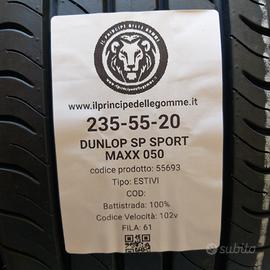 IL PRINCIPE DELLE GOMME
www.ilprincipedellegomme.it
235-55-20
DUNLOP SP SPORT
MAXX 050
codice prodotto: 55693
Tipo: ESTIVI
COD:
Battistrada: 100%
Codice Velocità: 102v
FILA: 61
subito